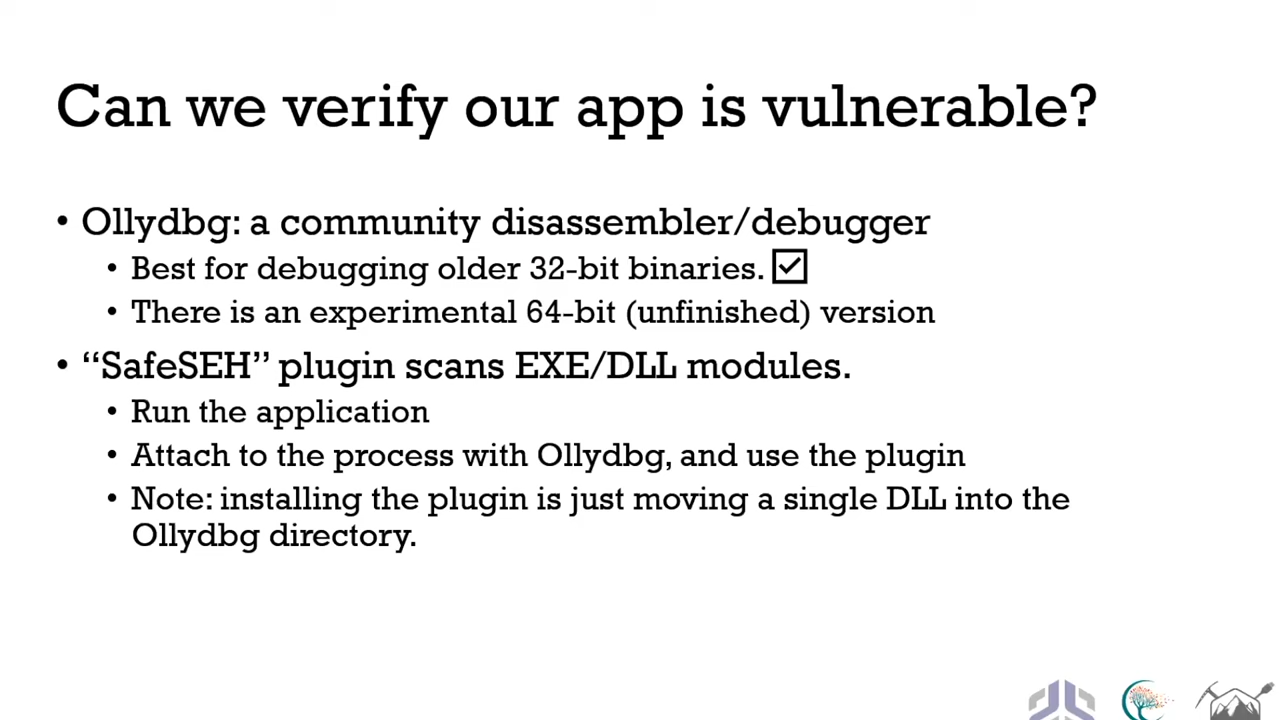 Can we verify our app is vulnerable?
• Ollydbg: a community disassembler/debugger
• Best for debugging older 32-bit binaries. ☑
• There is an experimental 64-bit (unfinished) version
• “SafeSEH” plugin scans EXE/DLL modules.
• Run the application
• Attach to the process with Ollydbg, and use the plugin
• Note: installing the plugin is just moving a single DLL into the
Ollydbg directory.